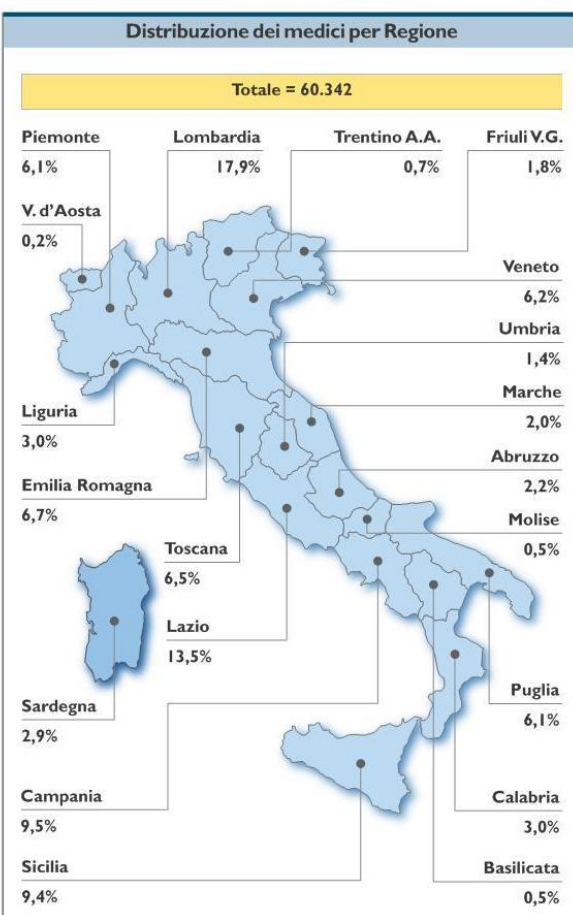 Distribuzione dei medici per Regione
Totale = 60.342
Piemonte
6,1%
Lombardia
17,9%
Trentino A.A.
0,7%
Friuli V.G.
1,8%
V. d'Aosta
0,2%
Veneto
6,2%
Umbria
1,4%
Marche
2,0%
Liguria
3,0%
Abruzzo
2,2%
Emilia Romagna
6,7%
Molise
0,5%
Toscana
6,5%
Lazio
13,5%
Sardegna
2,9%
Puglia
6,1%
Campania
9,5%
Calabria
3,0%
Sicilia
9,4%
Basilicata
0,5%